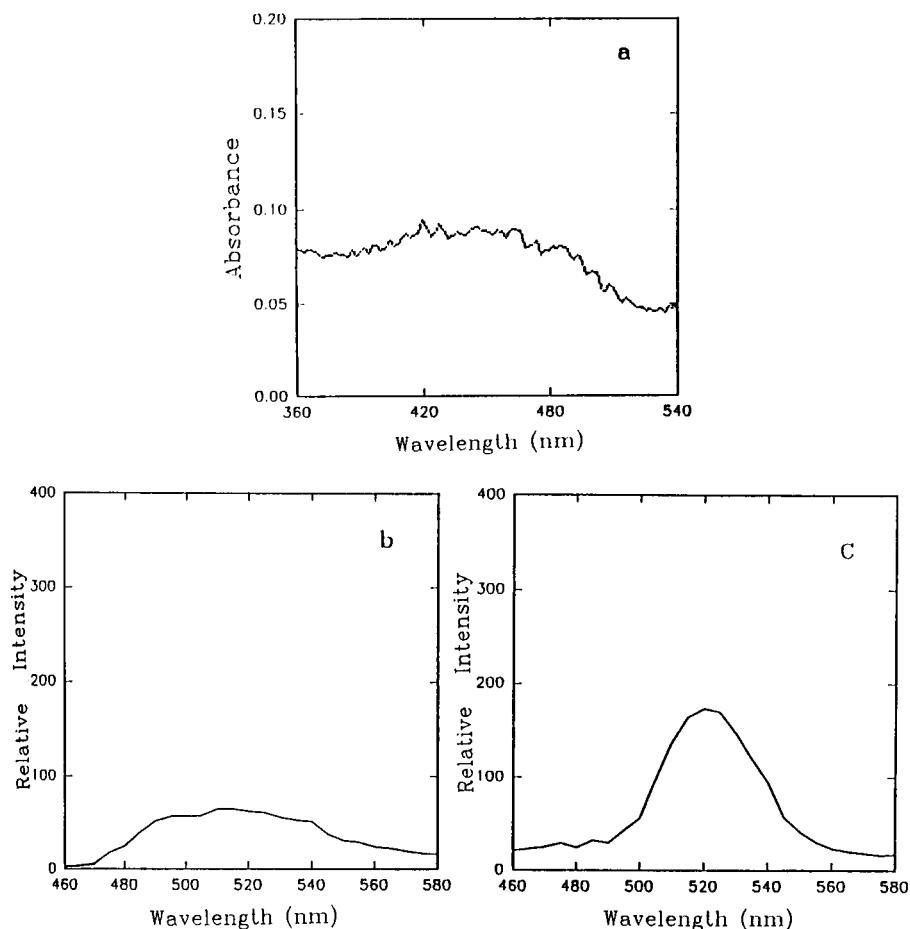 0.20
a
0.15
Absorbance
0.10
0.05
0.00
360 420 480 540
Wavelength (nm)
400
b
300
Relative Intensity
200
100
0
460 480 500 520 540 560 580
Wavelength (nm)
400
C
300
Relative Intensity
200
100
0
460 480 500 520 540 560 580
Wavelength (nm)